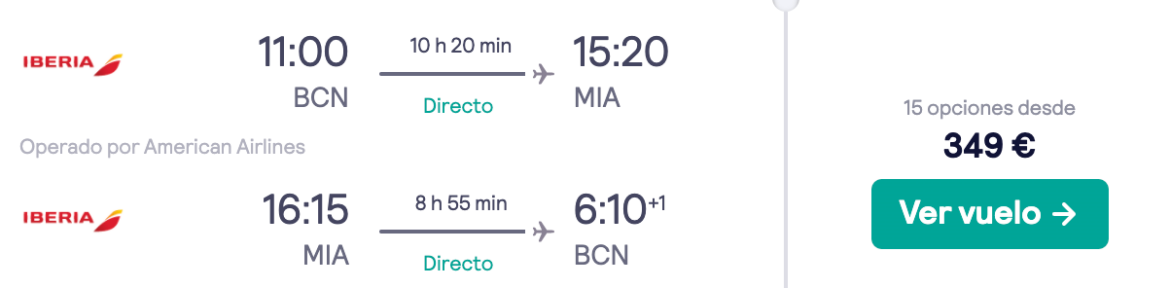 IBERIA
11:00
10 h 20 min
15:20
BCN
Directo
MIA
Operado por American Airlines
IBERIA
16:15
8 h 55 min
6:10+1
MIA
Directo
BCN
15 opciones desde
349 €
Ver vuelo →